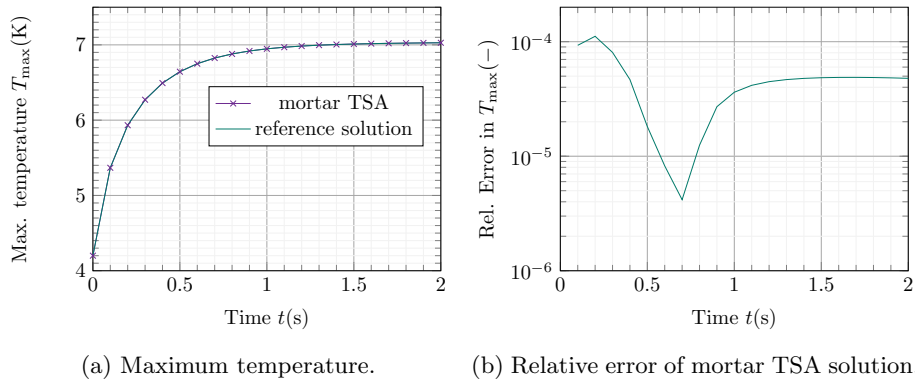 Max. temperature T_max(K)
7
6
5
4
mortar TSA
reference solution
0 0.5 1 1.5 2
Time t(s)
(a) Maximum temperature.
Rel. Error in T_max(−)
10^−4
10^−5
10^−6
0 0.5 1 1.5 2
Time t(s)
(b) Relative error of mortar TSA solution